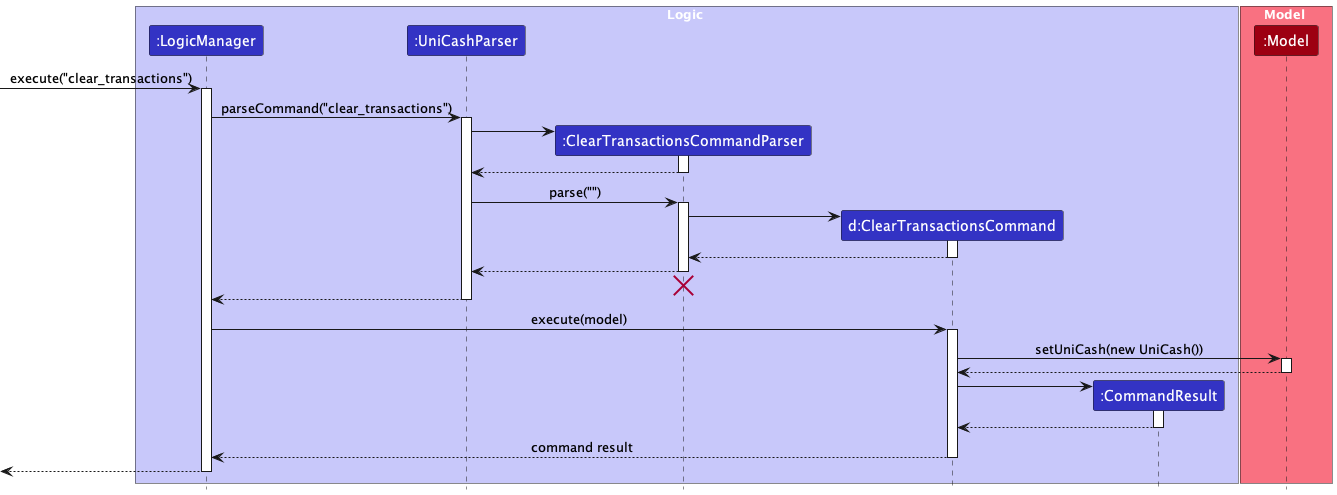 Logic
Model
:LogicManager
:UniCashParser
:Model
execute("clear_transactions")
parseCommand("clear_transactions")
:ClearTransactionsCommandParser
parse("")
d:ClearTransactionsCommand
execute(model)
setUniCash(new UniCash())
:CommandResult
command result